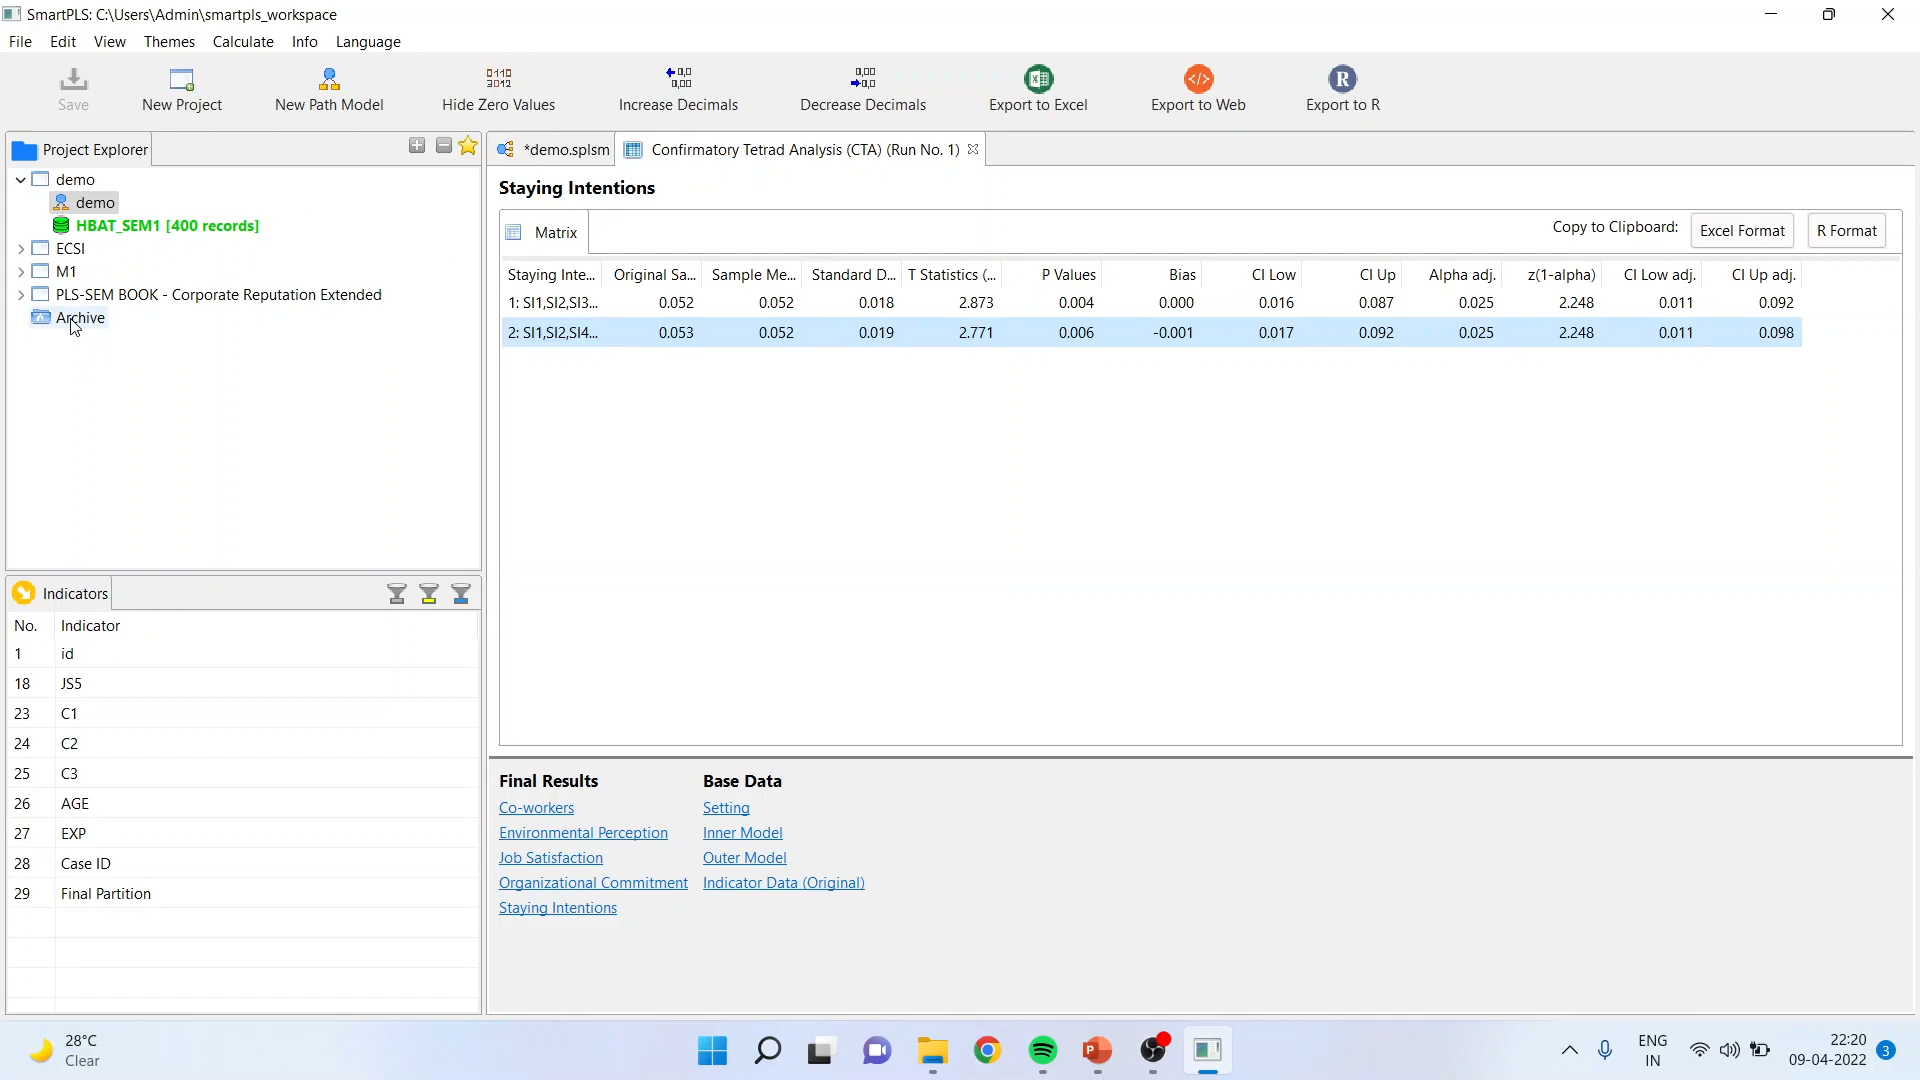 SmartPLS: C:\Users\Admin\smartpls_workspace
File Edit View Themes Calculate Info Language
Save New Project New Path Model Hide Zero Values Increase Decimals Decrease Decimals Export to Excel Export to Web Export to R
Project Explorer
demo
demo
HBAT_SEM1 [400 records]
ECSI
M1
PLS-SEM BOOK - Corporate Reputation Extended
Archive
Indicators
No. Indicator
1 id
18 JS5
23 C1
24 C2
25 C3
26 AGE
27 EXP
28 Case ID
29 Final Partition
*demo.splsm Confirmatory Tetrad Analysis (CTA) (Run No. 1)
Staying Intentions
Matrix Copy to Clipboard: Excel Format R Format
Staying Inte... Original Sa... Sample Me... Standard D... T Statistics (... P Values Bias CI Low CI Up Alpha adj. z(1-alpha) CI Low adj. CI Up adj.
1: SI1,SI2,SI3... 0.052 0.052 0.018 2.873 0.004 0.000 0.016 0.087 0.025 2.248 0.011 0.092
2: SI1,SI2,SI4... 0.053 0.052 0.019 2.771 0.006 -0.001 0.017 0.092 0.025 2.248 0.011 0.098
Final Results Base Data
Co-workers Setting
Environmental Perception Inner Model
Job Satisfaction Outer Model
Organizational Commitment Indicator Data (Original)
Staying Intentions
28°C
Clear
ENG
IN
22:20
09-04-2022
3